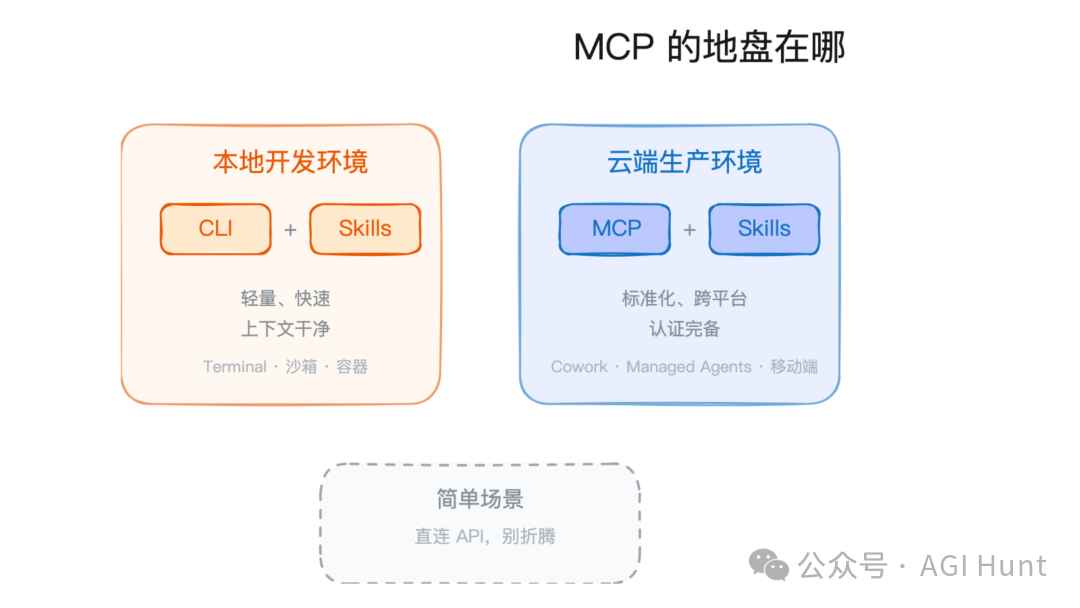 MCP 的地盘在哪
本地开发环境
CLI + Skills
轻量、快速
上下文干净
Terminal · 沙箱 · 容器
云端生产环境
MCP + Skills
标准化、跨平台
认证完备
Cowork · Managed Agents · 移动端
简单场景
直连 API，别折腾
公众号 · AGI Hunt